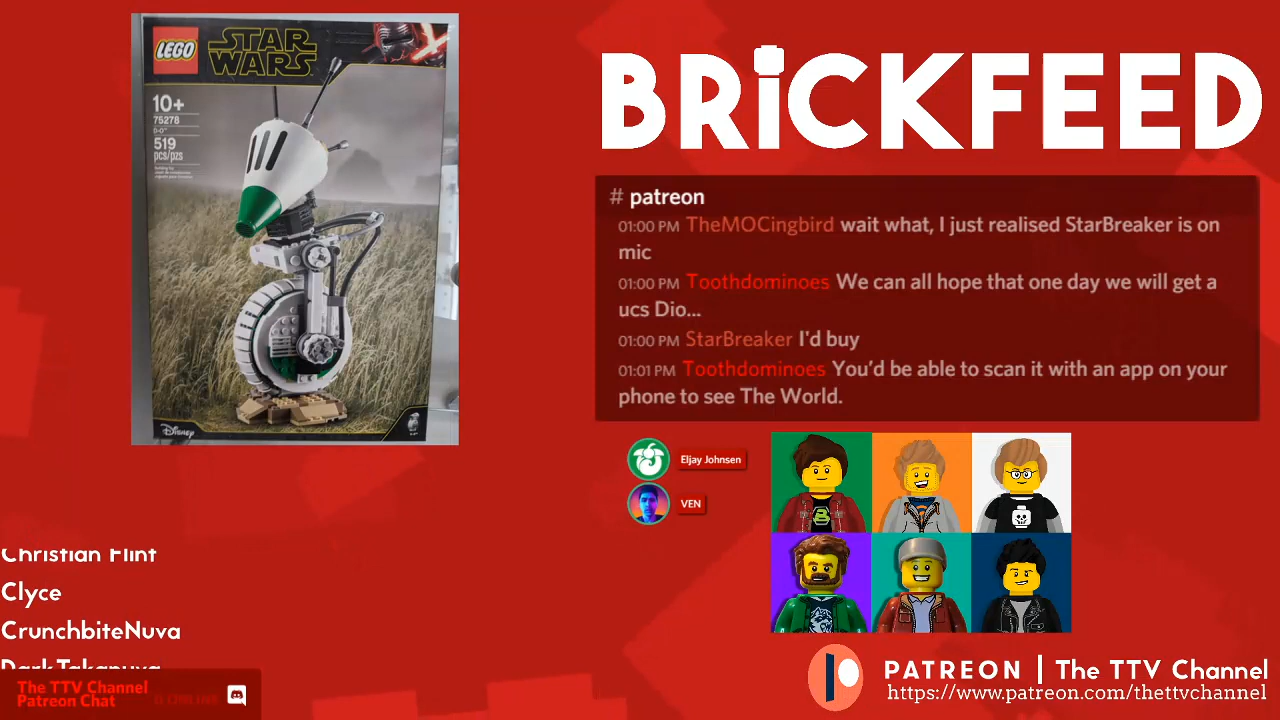 LEGO
STAR
WARS
10+
75278
D-O™
519
pcs/pzs
Disney
BRiCKFEED
# patreon
01:00 PM TheMOCingbird wait what, I just realised StarBreaker is on
mic
01:00 PM Toothdominoes We can all hope that one day we will get a
ucs Dio...
01:00 PM StarBreaker I'd buy
01:01 PM Toothdominoes You'd be able to scan it with an app on your
phone to see The World.
Eljay Johnsen
VEN
Christian Flint
Clyce
CrunchbiteNuva
DarkTakanuva
The TTV Channel
Patreon Chat
0 ONLINE
PATREON | The TTV Channel
https://www.patreon.com/thettvchannel